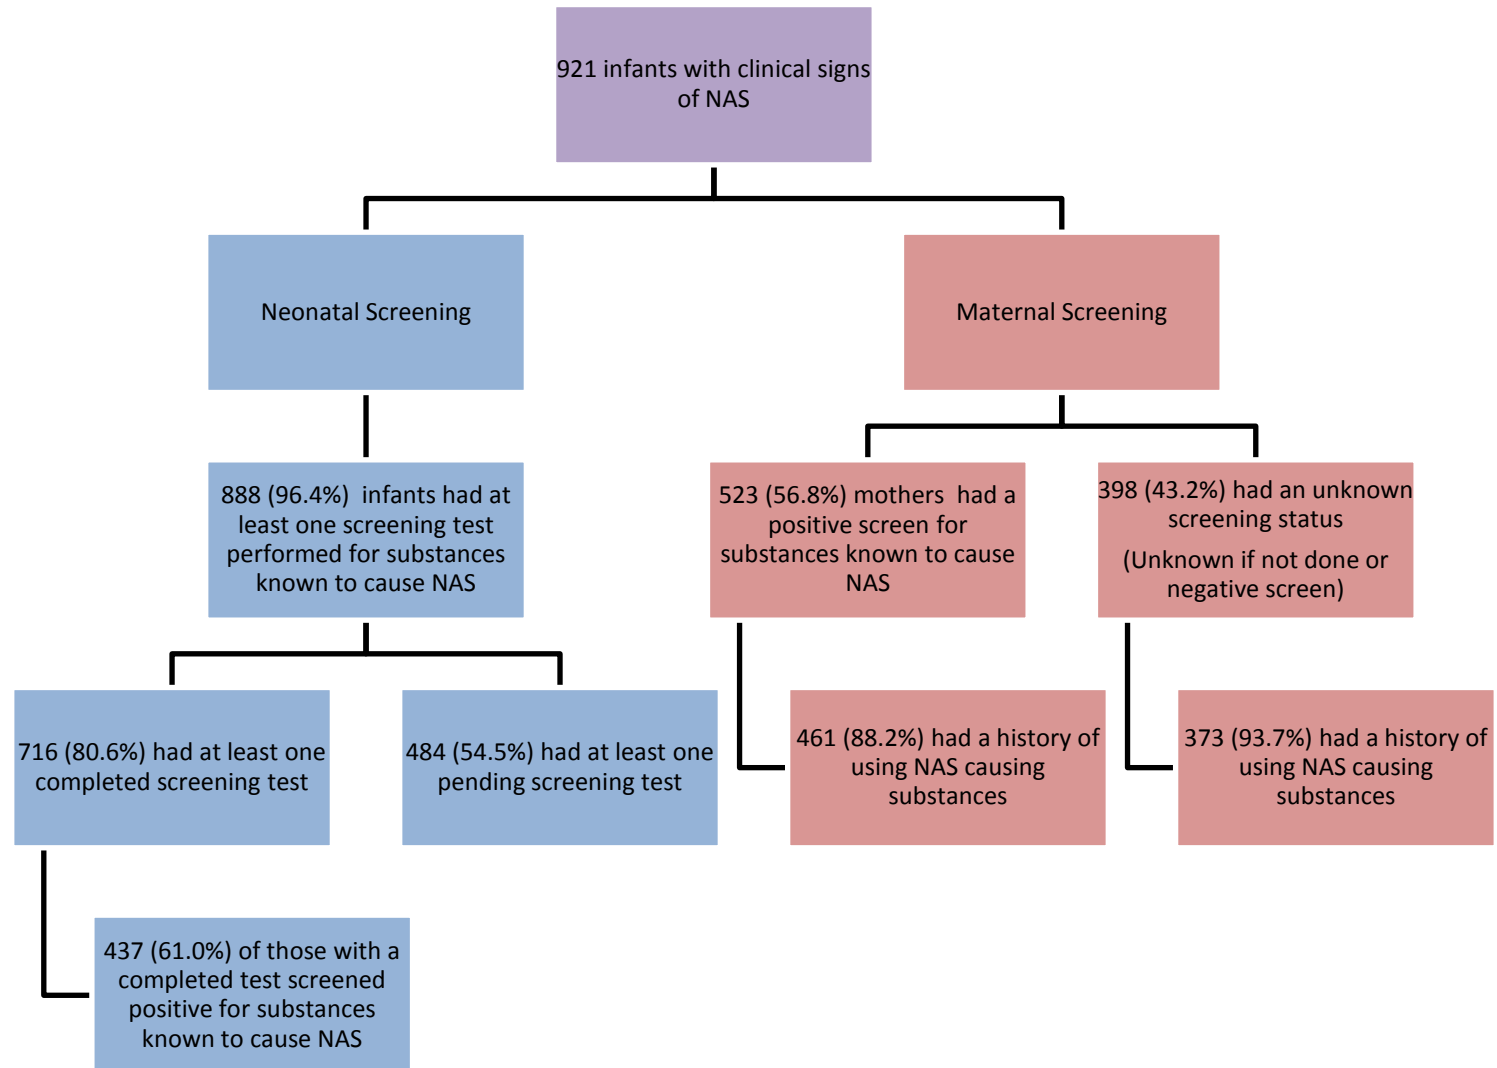 921 infants with clinical signs
of NAS
Neonatal Screening
Maternal Screening
888 (96.4%) infants had at
least one screening test
performed for substances
known to cause NAS
523 (56.8%) mothers had a
positive screen for
substances known to cause
NAS
398 (43.2%) had an unknown
screening status
(Unknown if not done or
negative screen)
716 (80.6%) had at least one
completed screening test
484 (54.5%) had at least one
pending screening test
461 (88.2%) had a history of
using NAS causing
substances
373 (93.7%) had a history of
using NAS causing
substances
437 (61.0%) of those with a
completed test screened
positive for substances
known to cause NAS